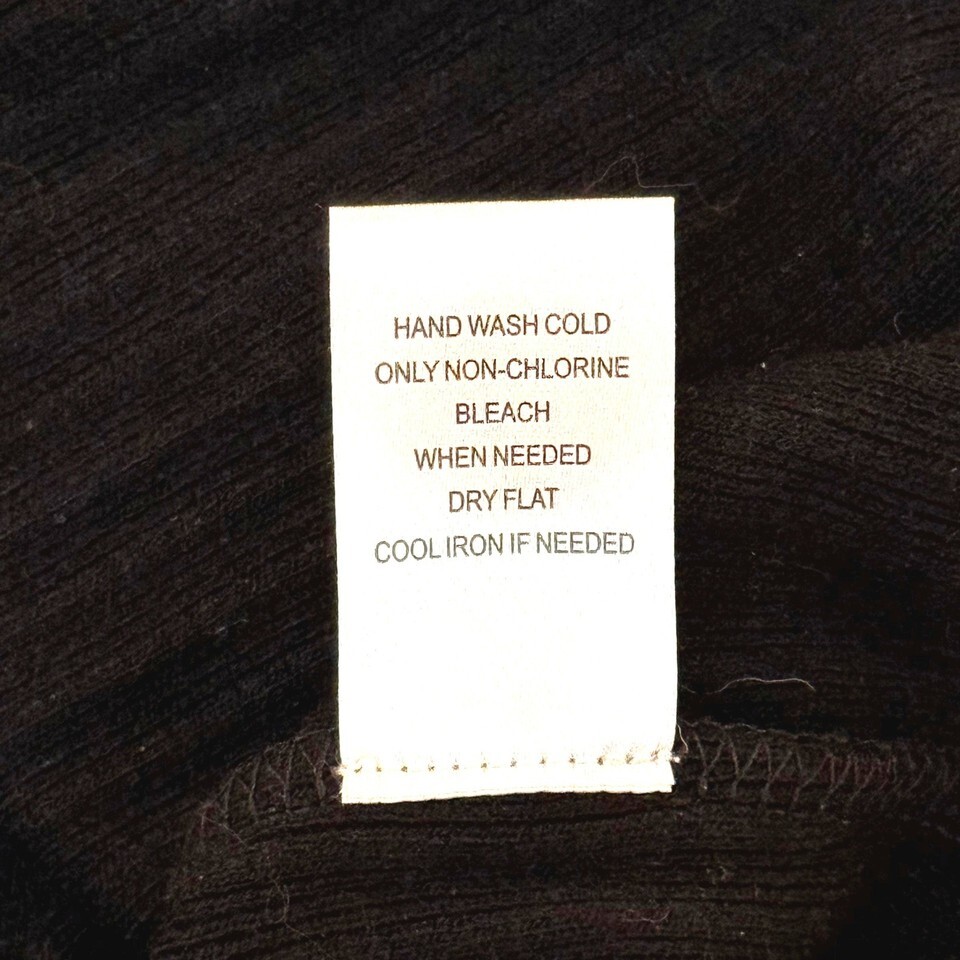 HAND WASH COLD
ONLY NON-CHLORINE
BLEACH
WHEN NEEDED
DRY FLAT
COOL IRON IF NEEDED